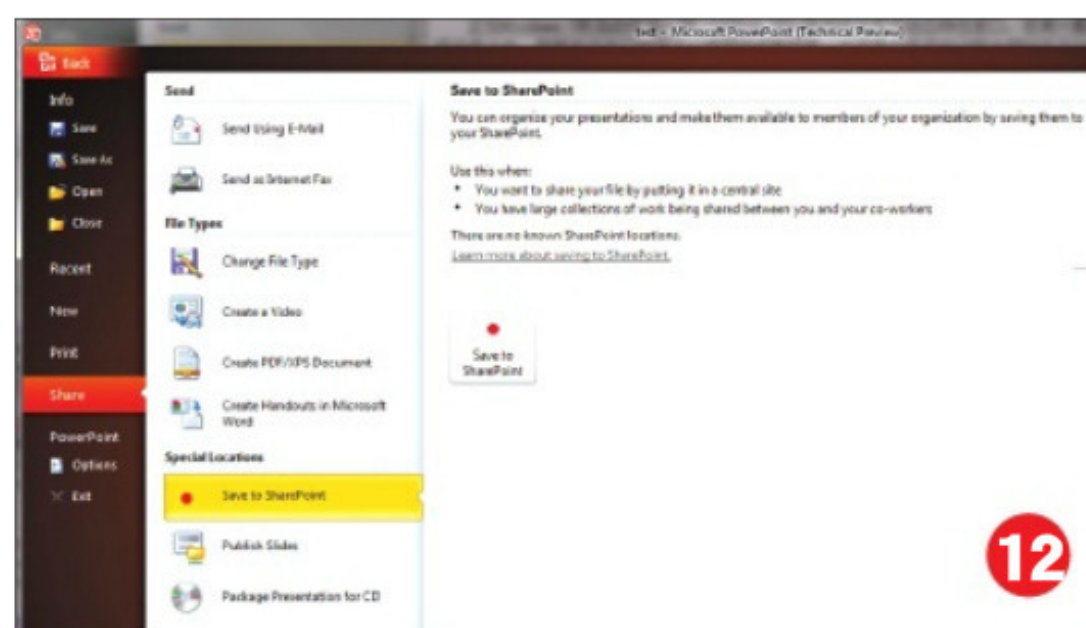 test - Microsoft PowerPoint (Technical Preview)
Back
Info
Save
Save As
Open
Close
Recent
New
Print
Share
PowerPoint
Options
Exit
Send
Send Using E-Mail
Send as Internet Fax
File Types
Change File Type
Create a Video
Create PDF/XPS Document
Create Handouts in Microsoft
Word
Special Locations
Save to SharePoint
Publish Slides
Package Presentation for CD
Save to SharePoint
You can organize your presentations and make them available to members of your organization by saving them to
your SharePoint.
Use this when:
• You want to share your file by putting it in a central site
• You have large collections of work being shared between you and your co-workers
There are no known SharePoint locations.
Learn more about saving to SharePoint.
Save to
SharePoint
12